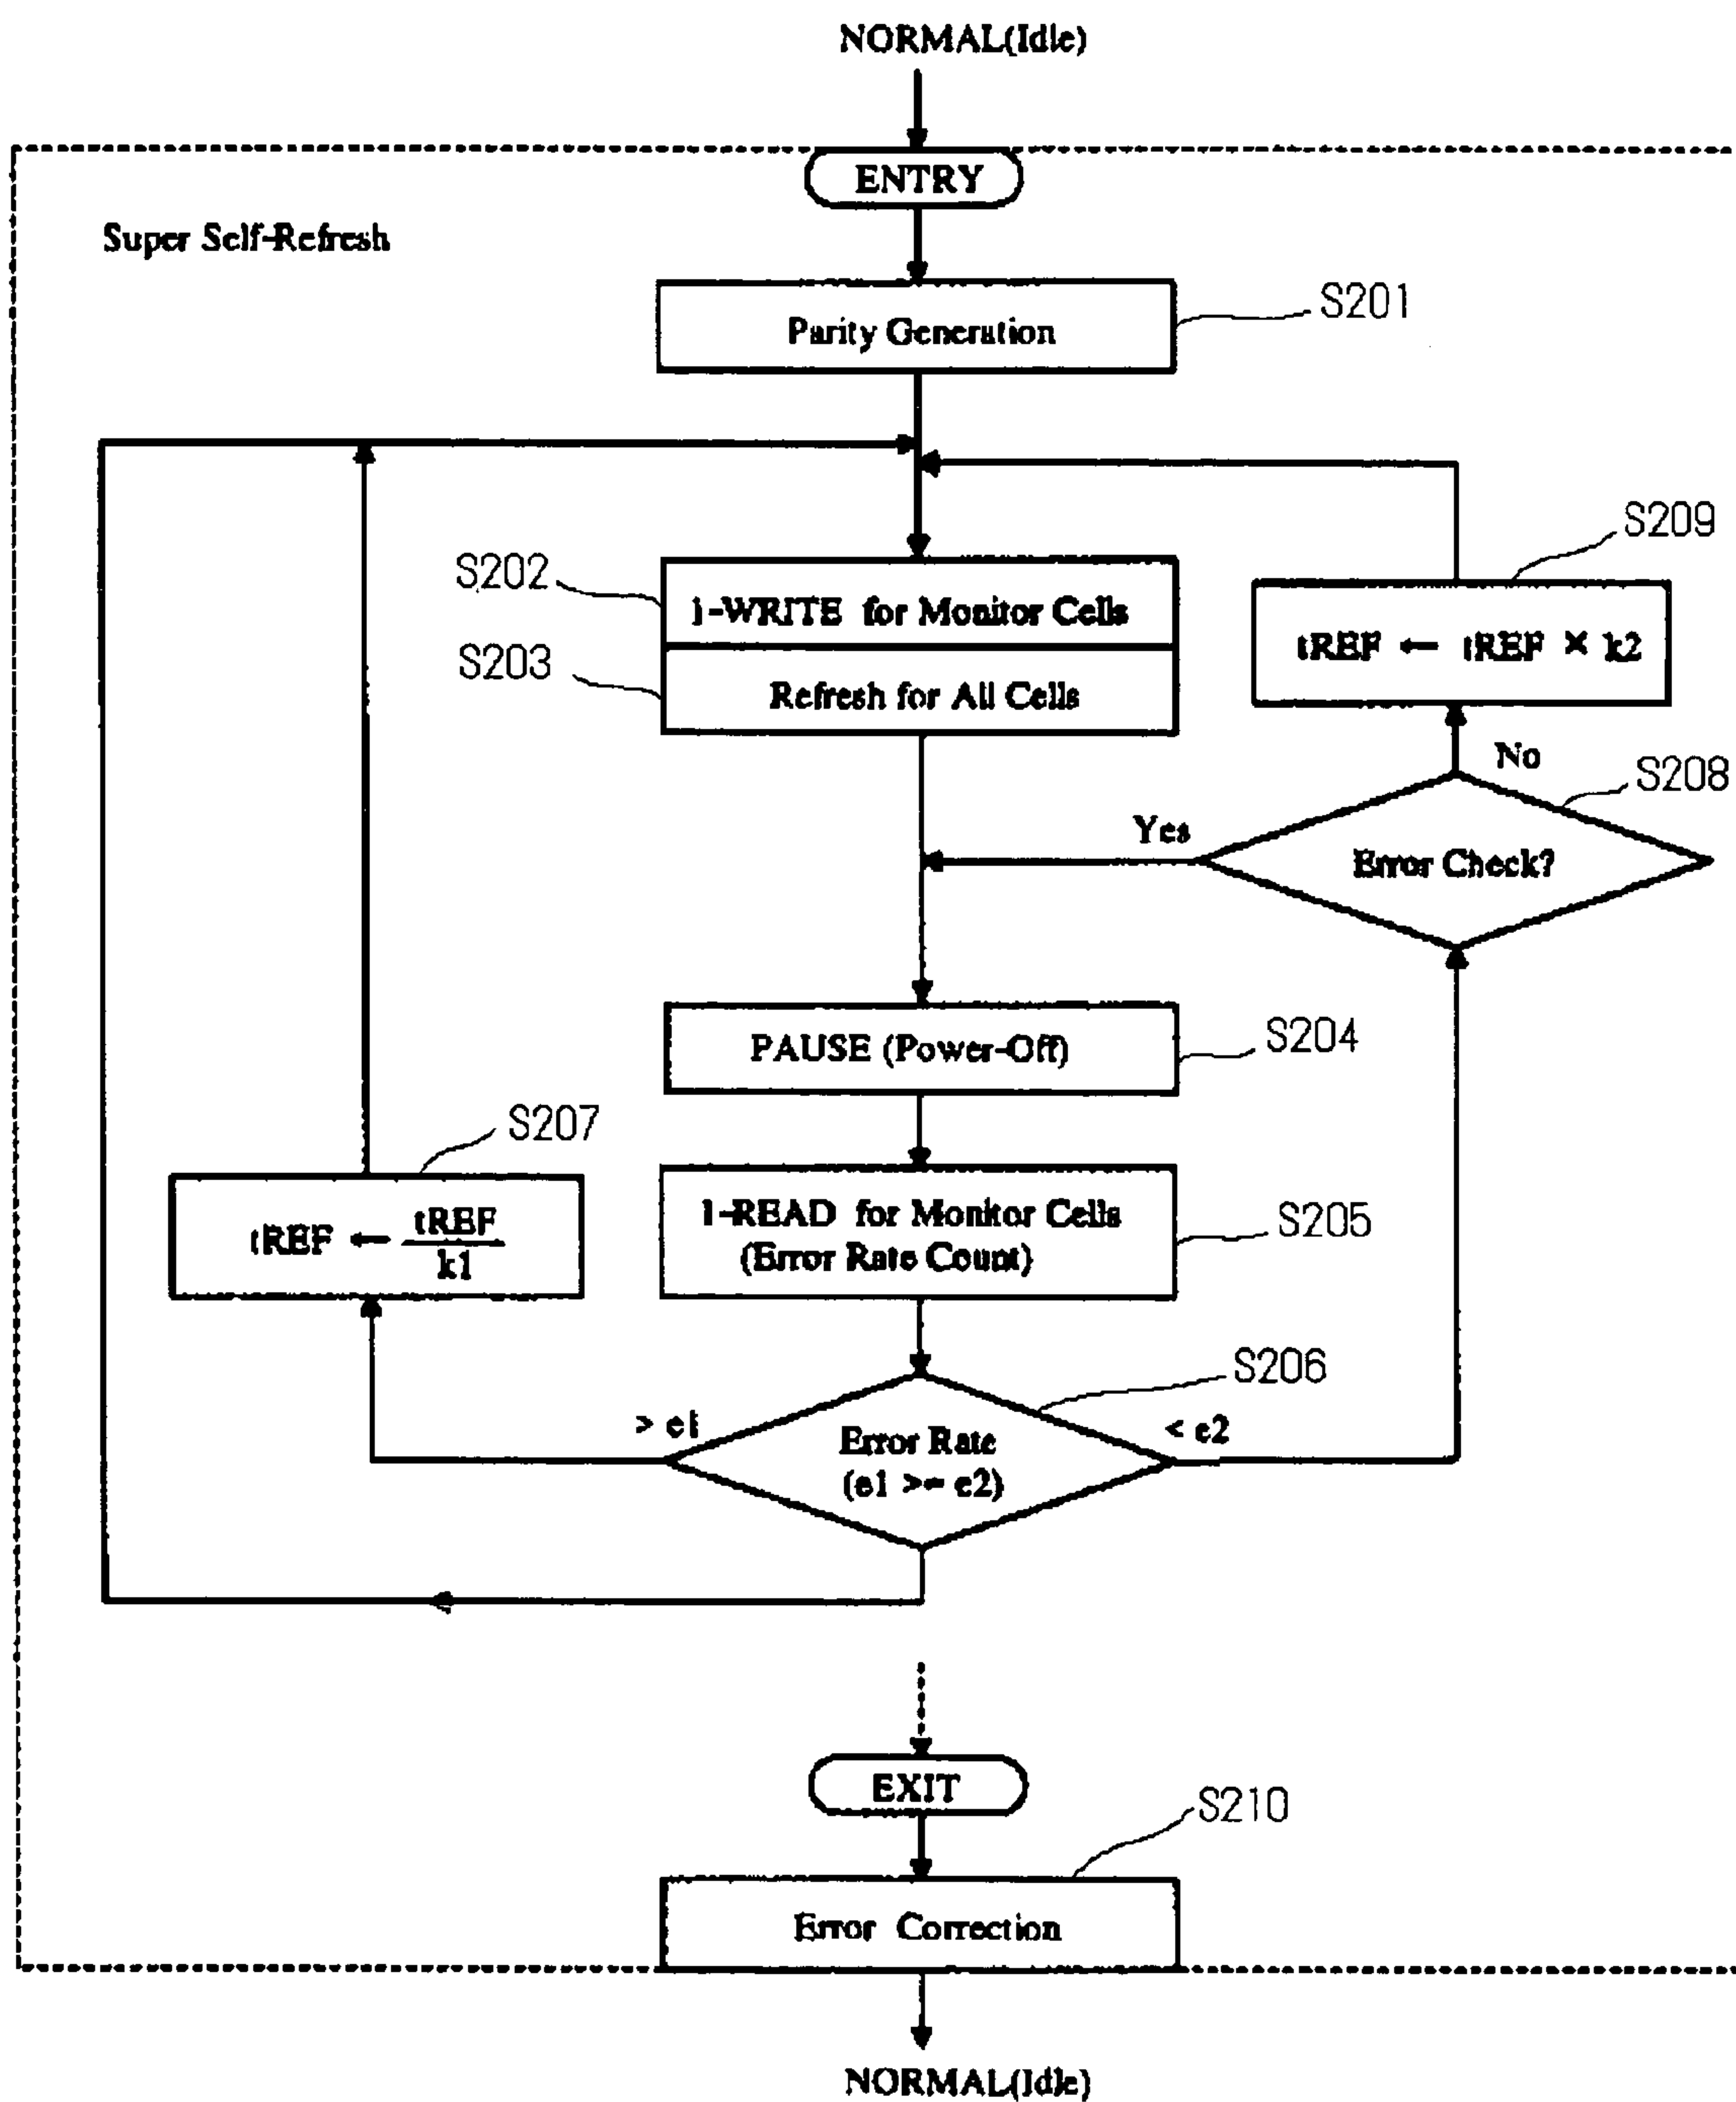 NORMAL(Idle)
ENTRY
Super Self-Refresh
S201
Parity Generation
S209
S202
1-WRITE for Monitor Cells
tREF ← tREF × k2
S203
Refresh for All Cells
No
S208
Yes
Error Check?
S204
PAUSE (Power-Off)
S207
S205
1-READ for Monitor Cells
(Error Rate Count)
tREF ← tREF
k1
S206
> e1
< e2
Error Rate
(e1 >= e2)
EXIT
S210
Error Correction
NORMAL(Idle)